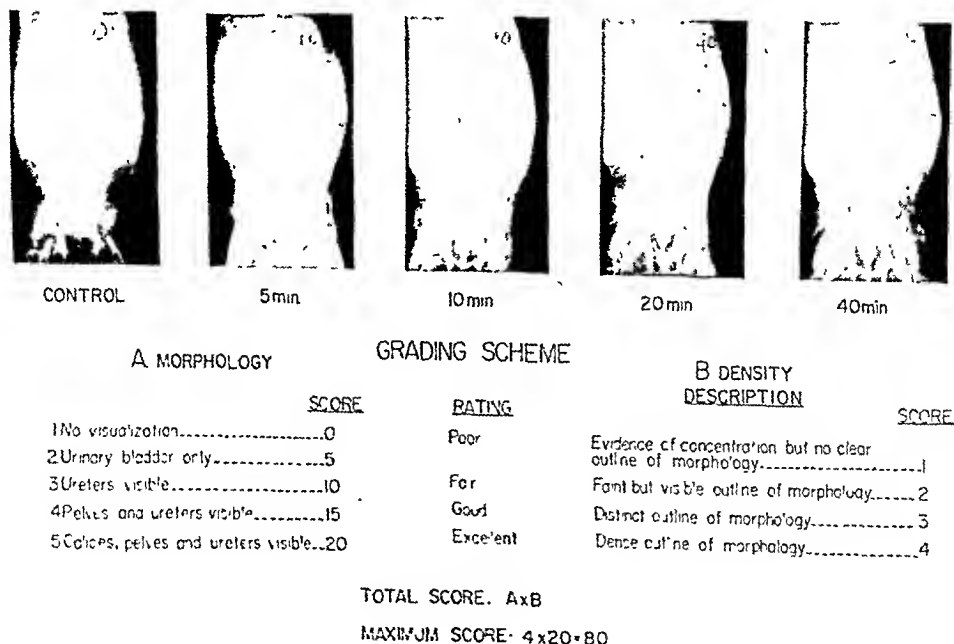 CONTROL 5min 10min 20min 40min
GRADING SCHEME
A MORPHOLOGY
SCORE
1 No visualization 0
2 Urinary bladder only 5
3 Ureters visible 10
4 Pelves and ureters visible 15
5 Calices, pelves and ureters visible 20
RATING
Poor
Fair
Good
Excellent
B DENSITY
DESCRIPTION
SCORE
Evidence of concentration but no clear
outline of morphology 1
Faint but visible outline of morphology 2
Distinct outline of morphology 3
Dense outline of morphology 4
TOTAL SCORE. AxB
MAXIMUM SCORE- 4x20=80